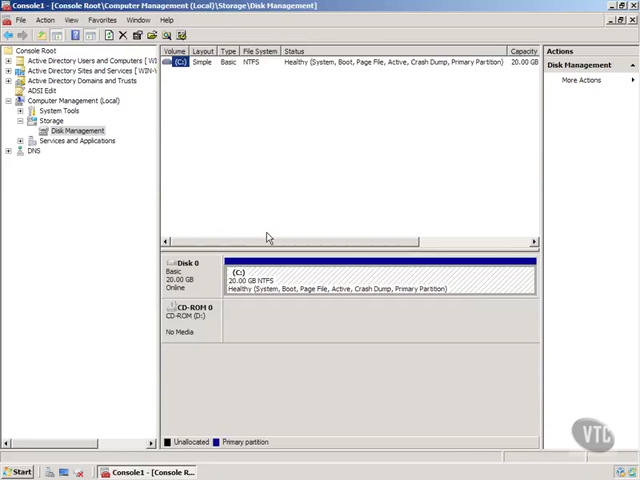 Console1 - [Console Root\Computer Management (Local)\Storage\Disk Management]
File Action View Favorites Window Help
Console Root
Active Directory Users and Computers [
Active Directory Sites and Services [
Active Directory Domains and Trusts
ADSI Edit
Computer Management (Local)
System Tools
Storage
Disk Management
Services and Applications
DNS
Volume Layout Type File System Status Capacity
(C:) Simple Basic NTFS Healthy (System, Boot, Page File, Active, Crash Dump, Primary Partition) 20.00 GB
Disk 0
Basic
20.00 GB
Online
(C:)
20.00 GB NTFS
Healthy (System, Boot, Page File, Active, Crash Dump, Primary Partition)
CD-ROM 0
CD-ROM (D:)
No Media
Unallocated Primary partition
Actions
Disk Management
More Actions
VTC
Start Console1 - [Console R...